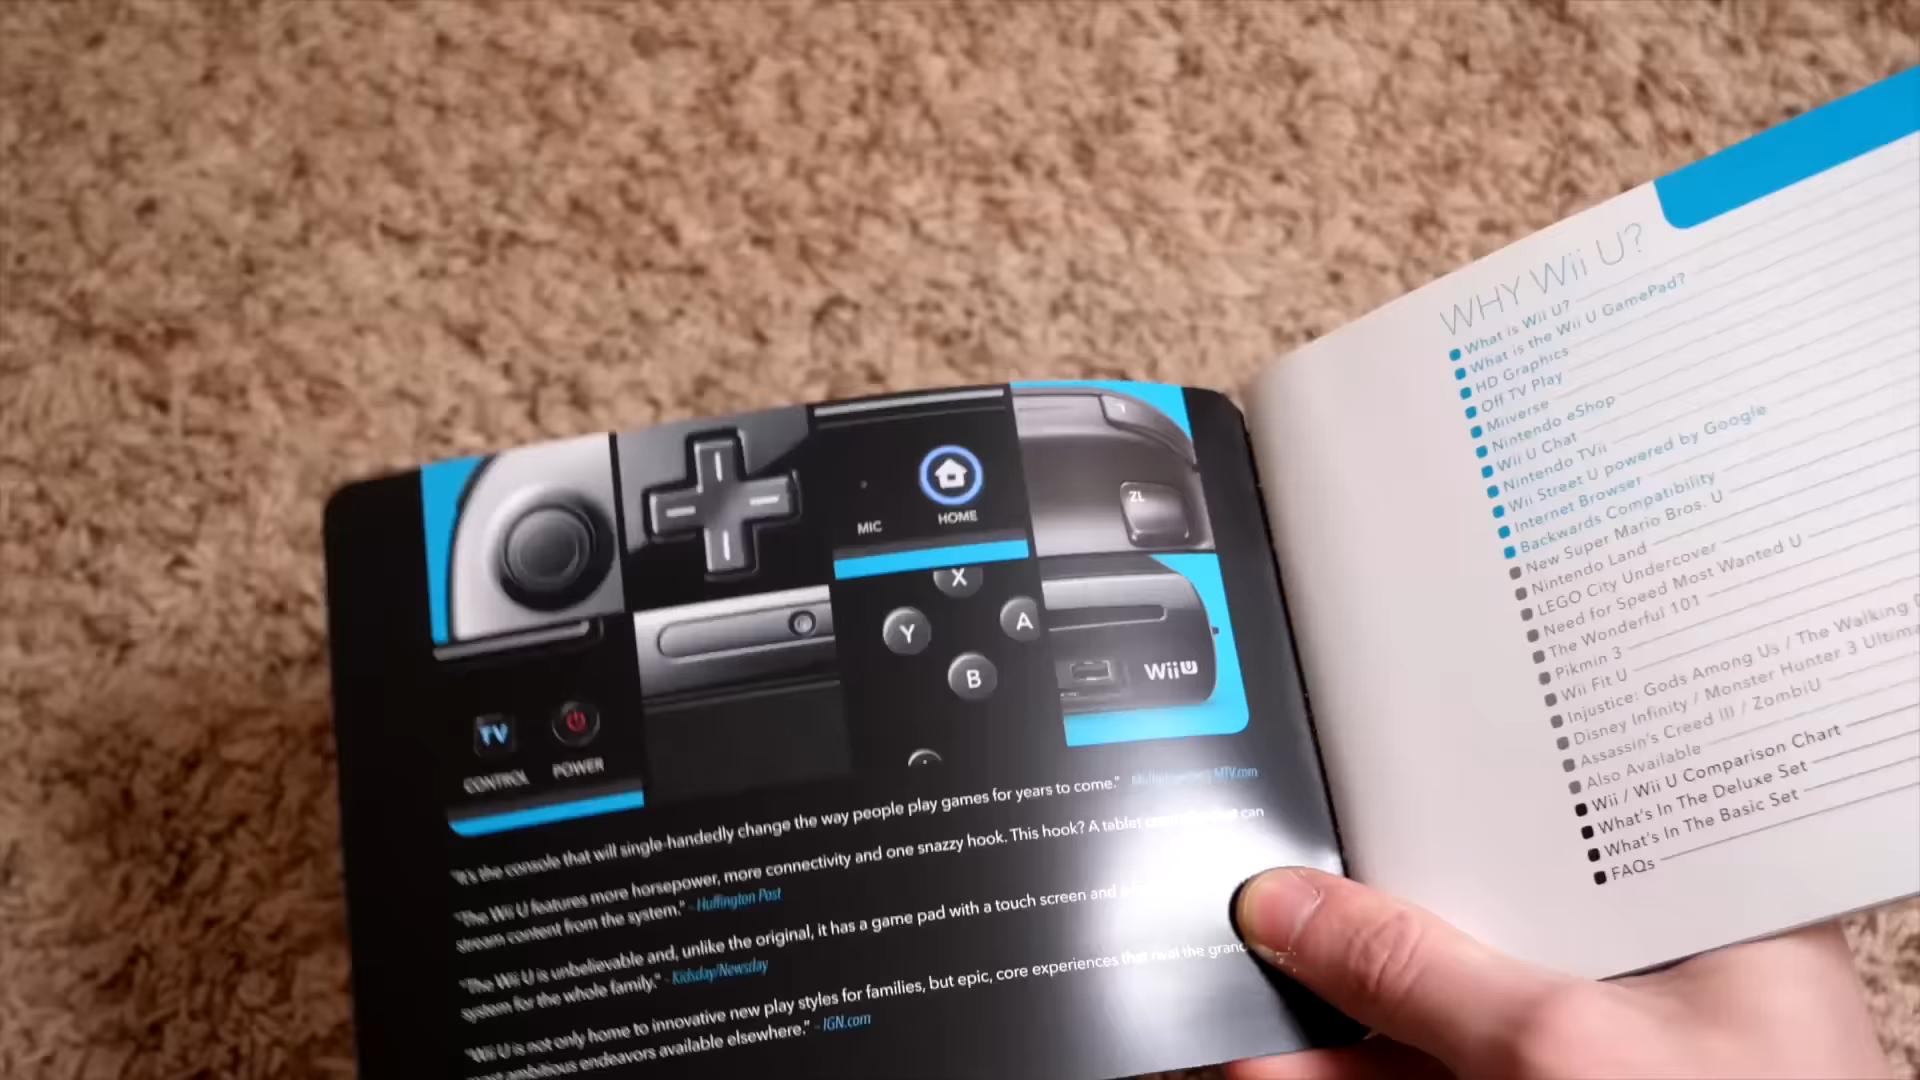 MIC
HOME
ZL
X
Y
A
B
Wii U
TV
CONTROL
POWER
"It's the console that will single-handedly change the way people play games for years to come." MTV.com
"The Wii U features more horsepower, more connectivity and one snazzy hook. This hook? A tablet can
stream content from the system." - Huffington Post
"The Wii U is unbelievable and, unlike the original, it has a game pad with a touch screen and
system for the whole family." - Kidsday/Newsday
"Wii U is not only home to innovative new play styles for families, but epic, core experiences that rival the
most ambitious endeavors available elsewhere." - IGN.com
WHY Wii U?
What is Wii U?
What is the Wii U GamePad?
HD Graphics
Off TV Play
Miiverse
Nintendo eShop
Wii U Chat
Nintendo TVii
Wii Street U powered by Google
Internet Browser
Backwards Compatibility
New Super Mario Bros. U
Nintendo Land
LEGO City Undercover
Need for Speed Most Wanted U
The Wonderful 101
Pikmin 3
Wii Fit U
Injustice: Gods Among Us / The Walking
Disney Infinity / Monster Hunter 3
Assassin's Creed III / ZombiU
Also Available
Wii / Wii U Comparison Chart
What's In The Deluxe Set
What's In The Basic Set
FAQs